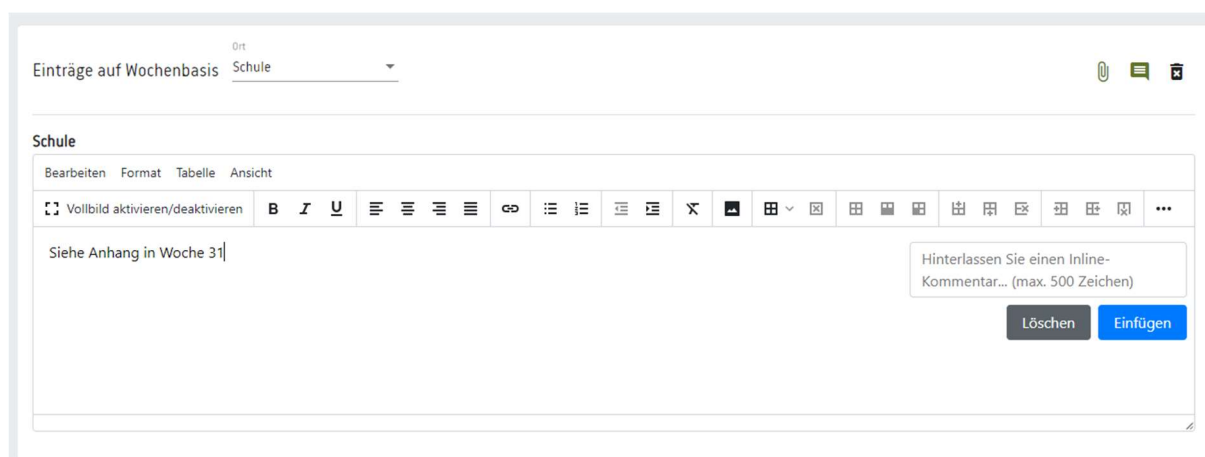 Ort
Einträge auf Wochenbasis Schule
Schule
Bearbeiten Format Tabelle Ansicht
Vollbild aktivieren/deaktivieren B I U
Siehe Anhang in Woche 31
Hinterlassen Sie einen Inline-
Kommentar... (max. 500 Zeichen)
Löschen Einfügen